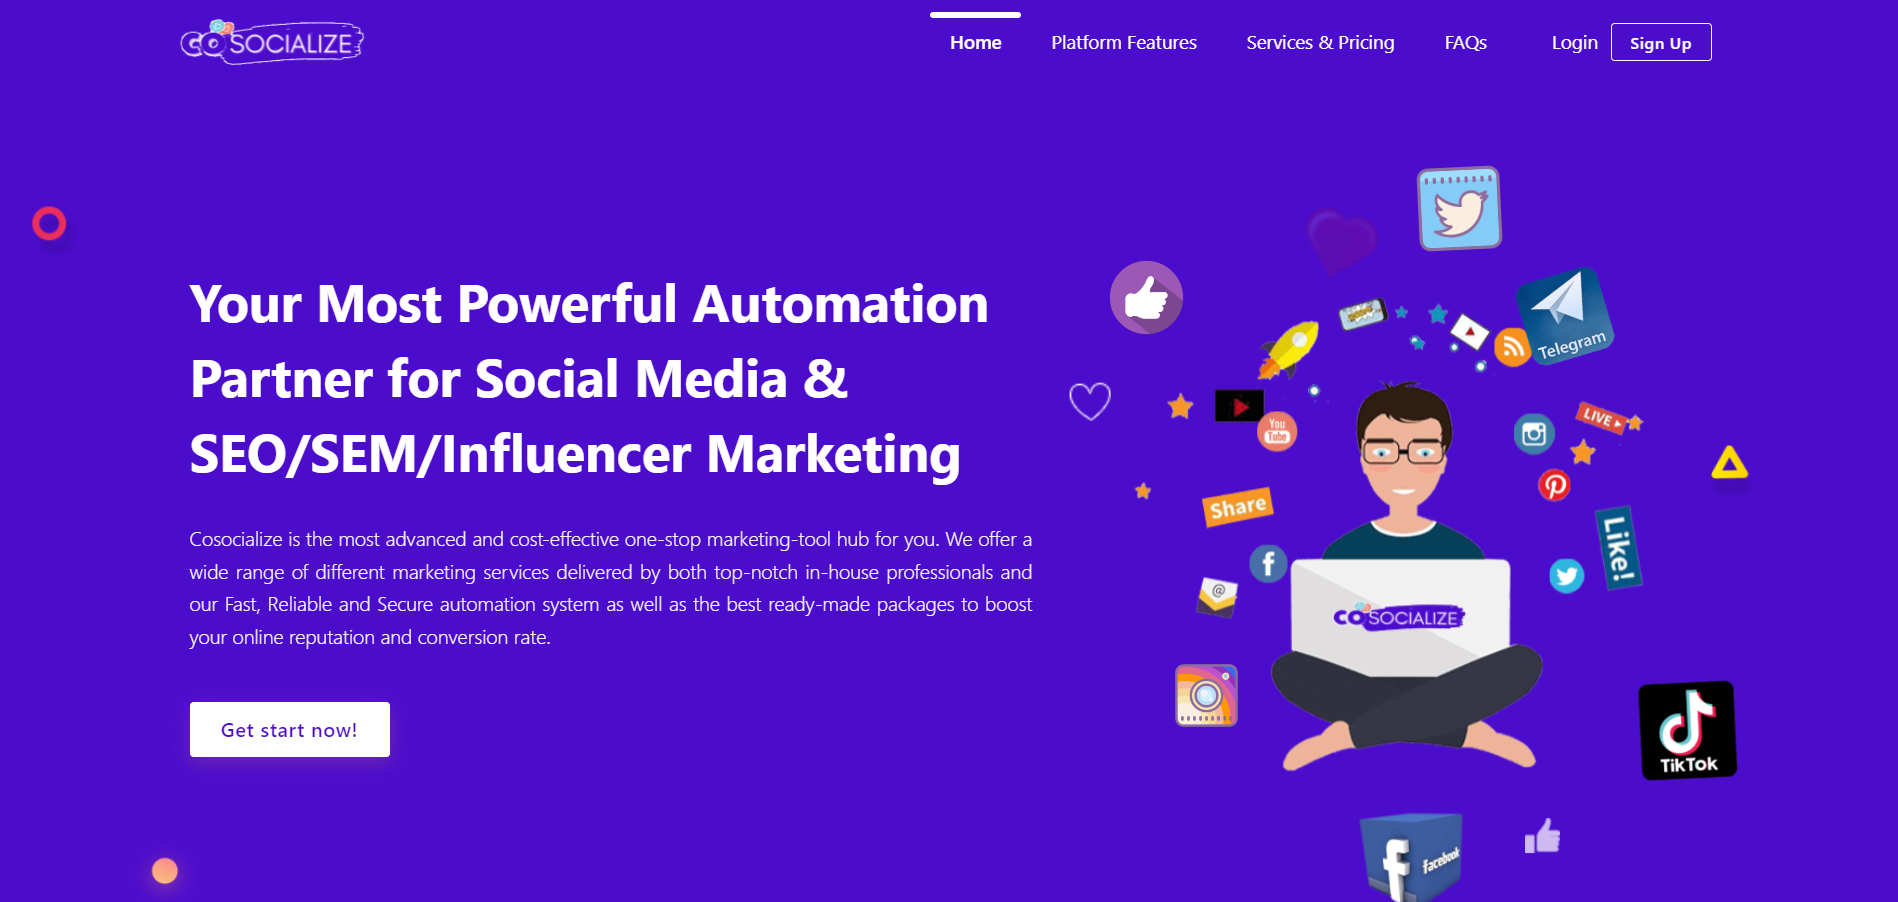 COSOCIALIZE
Home
Platform Features
Services & Pricing
FAQs
Login
Sign Up
Your Most Powerful Automation
Partner for Social Media &
SEO/SEM/Influencer Marketing
Cosocialize is the most advanced and cost-effective one-stop marketing-tool hub for you. We offer a
wide range of different marketing services delivered by both top-notch in-house professionals and
our Fast, Reliable and Secure automation system as well as the best ready-made packages to boost
your online reputation and conversion rate.
Get start now!
Telegram
You
Tube
LIVE
Share
Like!
@
COSOCIALIZE
TikTok
facebook